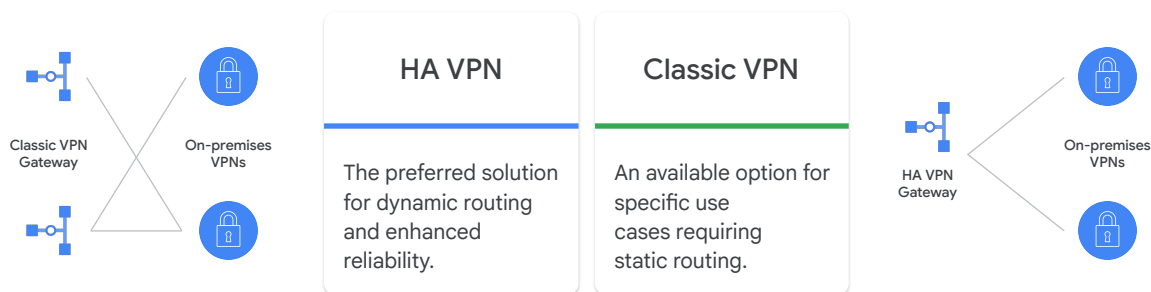 Classic VPN
Gateway
On-premises
VPNs
HA VPN
The preferred solution
for dynamic routing
and enhanced
reliability.
Classic VPN
An available option for
specific use
cases requiring
static routing.
HA VPN
Gateway
On-premises
VPNs